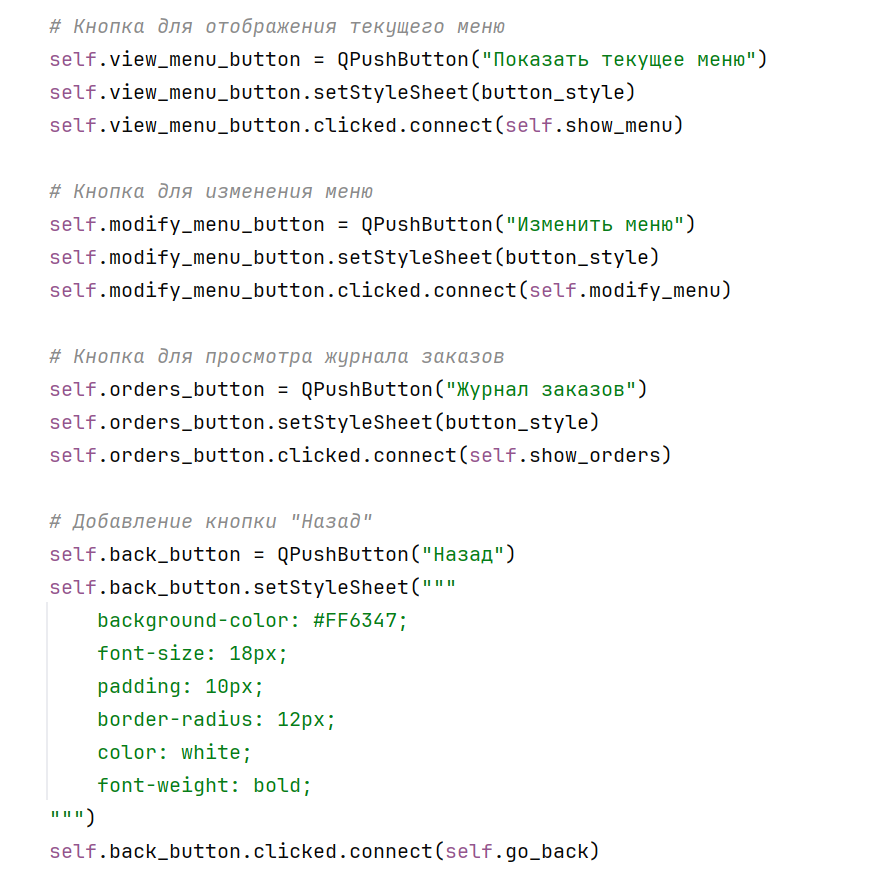 # Кнопка для отображения текущего меню
self.view_menu_button = QPushButton("Показать текущее меню")
self.view_menu_button.setStyleSheet(button_style)
self.view_menu_button.clicked.connect(self.show_menu)
# Кнопка для изменения меню
self.modify_menu_button = QPushButton("Изменить меню")
self.modify_menu_button.setStyleSheet(button_style)
self.modify_menu_button.clicked.connect(self.modify_menu)
# Кнопка для просмотра журнала заказов
self.orders_button = QPushButton("Журнал заказов")
self.orders_button.setStyleSheet(button_style)
self.orders_button.clicked.connect(self.show_orders)
# Добавление кнопки "Назад"
self.back_button = QPushButton("Назад")
self.back_button.setStyleSheet("""
    background-color: #FF6347;
    font-size: 18px;
    padding: 10px;
    border-radius: 12px;
    color: white;
    font-weight: bold;
""")
self.back_button.clicked.connect(self.go_back)